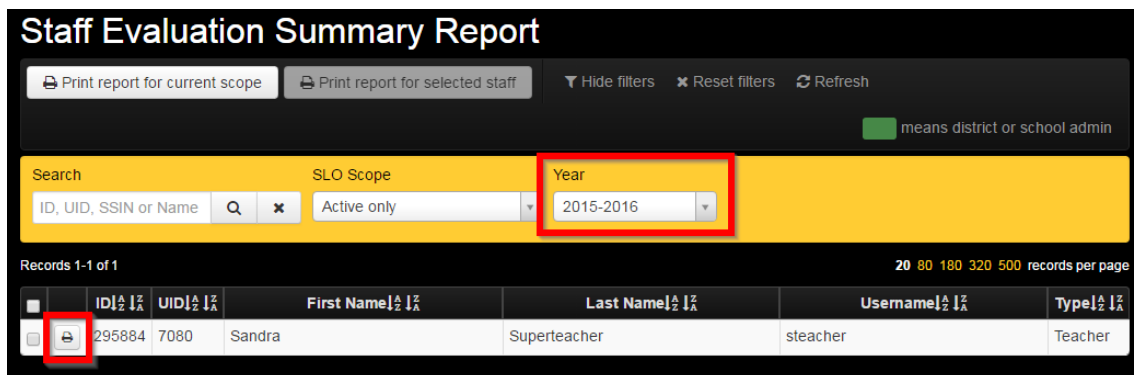 Staff Evaluation Summary Report
Print report for current scope Print report for selected staff Hide filters Reset filters Refresh
means district or school admin
Search SLO Scope Year
ID, UID, SSIN or Name Active only 2015-2016
Records 1-1 of 1 20 80 180 320 500 records per page
ID UID First Name Last Name Username Type
295884 7080 Sandra Superteacher steacher Teacher